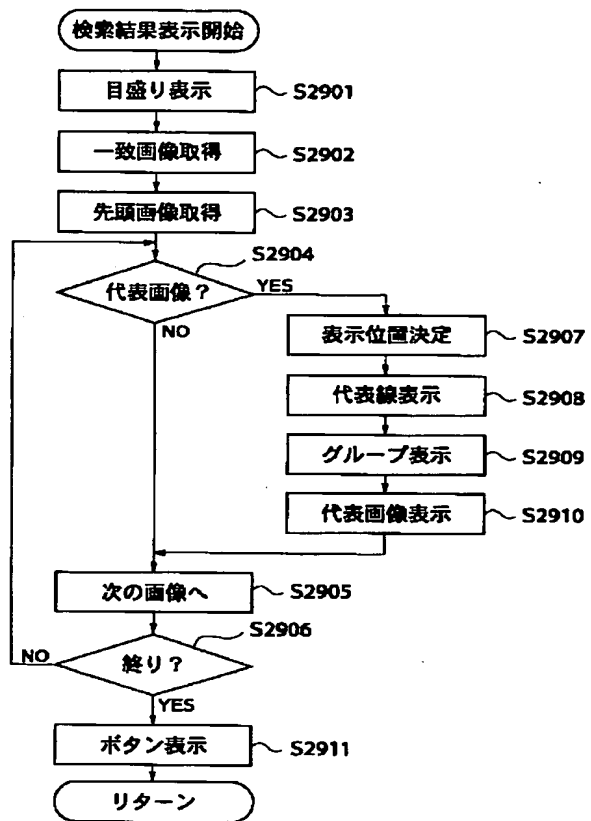 検索結果表示開始
目盛り表示 S2901
一致画像取得 S2902
先頭画像取得 S2903
S2904
代表画像？ YES
NO
表示位置決定 S2907
代表線表示 S2908
グループ表示 S2909
代表画像表示 S2910
次の画像へ S2905
S2906
終り？
NO
YES
ボタン表示 S2911
リターン